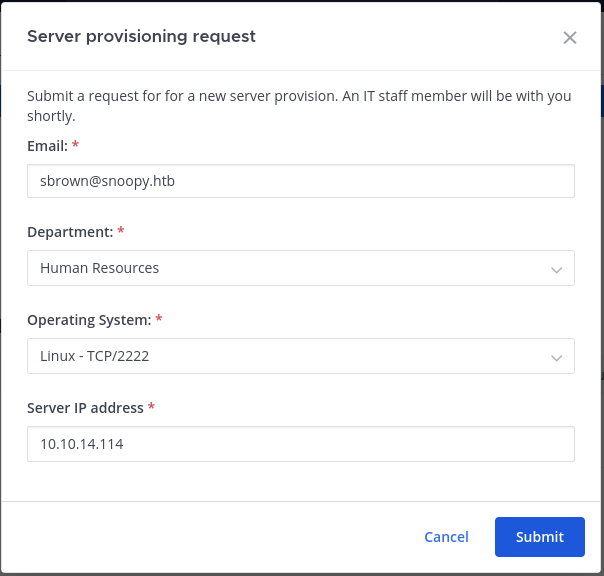 Server provisioning request
Submit a request for for a new server provision. An IT staff member will be with you
shortly.
Email: *
sbrown@snoopy.htb
Department: *
Human Resources
Operating System: *
Linux - TCP/2222
Server IP address *
10.10.14.114
Cancel
Submit